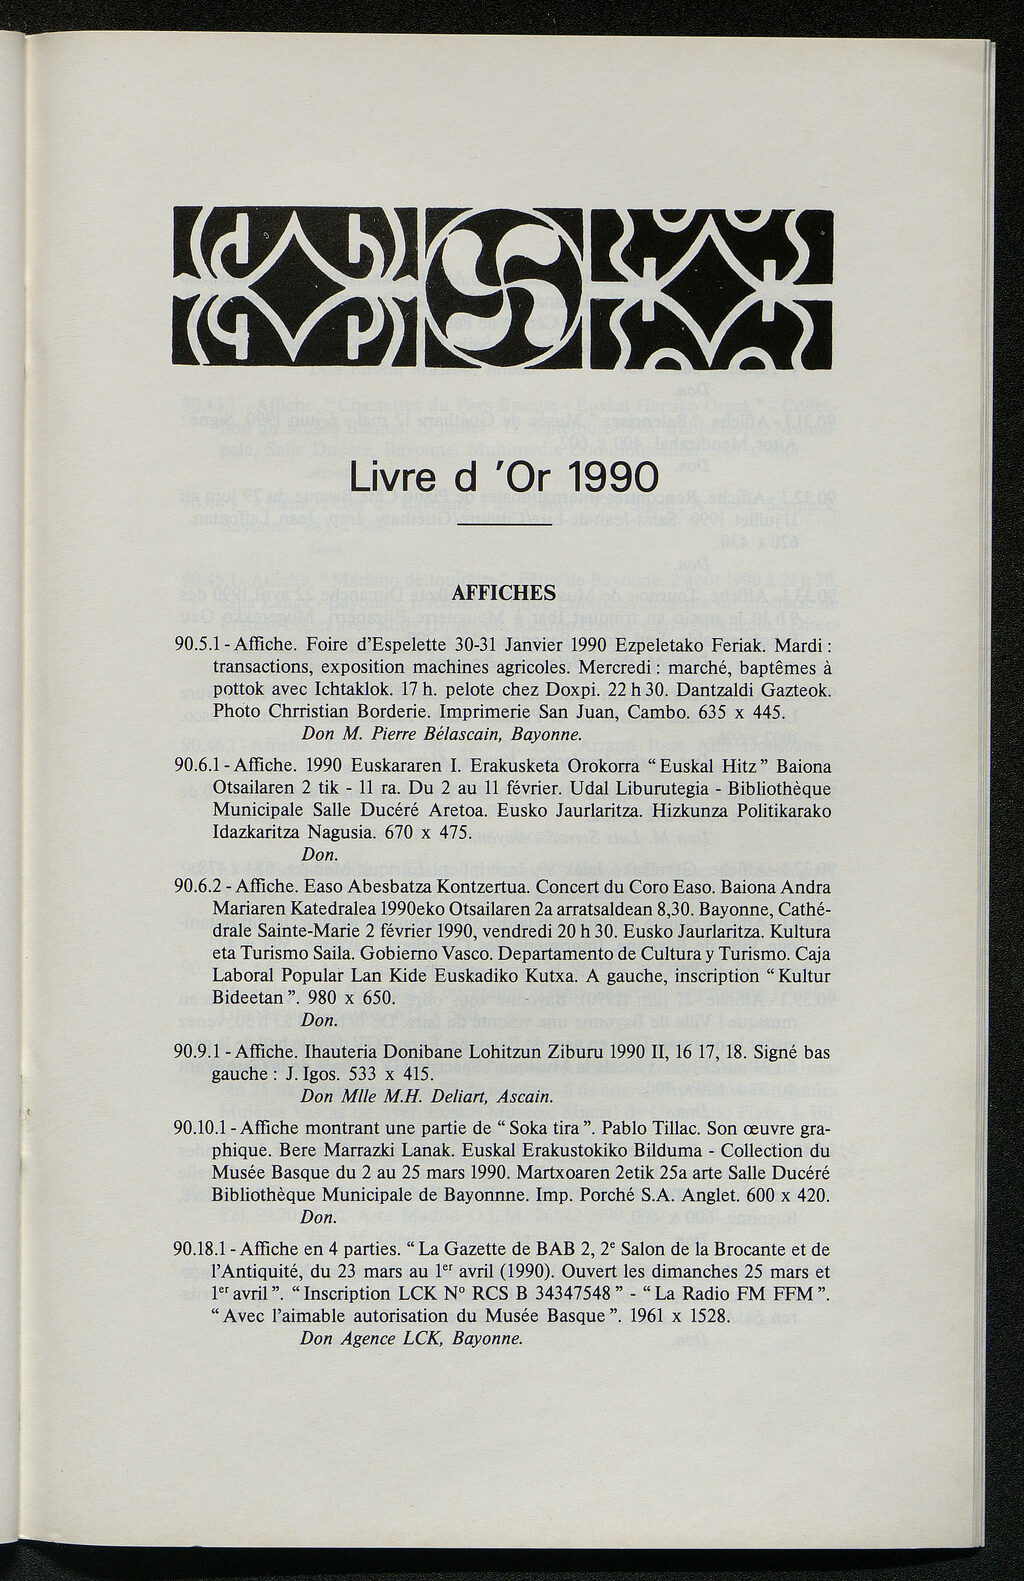 Livre d 'Or 1990
AFFICHES
90.5.1 - Affiche. Foire d'Espelette 30-31 Janvier 1990 Ezpeletako Feriak. Mardi :
transactions, exposition machines agricoles. Mercredi : marché, baptêmes à
pottok avec Ichtaklok. 17 h. pelote chez Doxpi. 22 h 30. Dantzaldi Gazteok.
Photo Chrristian Borderie. Imprimerie San Juan, Cambo. 635 x 445.
Don M. Pierre Bélascain, Bayonne.
90.6.1 - Affiche. 1990 Euskararen I. Erakusketa Orokorra “Euskal Hitz” Baiona
Otsailaren 2 tik - 11 ra. Du 2 au 11 février. Udal Liburutegia - Bibliothèque
Municipale Salle Ducéré Aretoa. Eusko Jaurlaritza. Hizkunza Politikarako
Idazkaritza Nagusia. 670 x 475.
Don.
90.6.2 - Affiche. Easo Abesbatza Kontzertua. Concert du Coro Easo. Baiona Andra
Mariaren Katedralea 1990eko Otsailaren 2a arratsaldean 8,30. Bayonne, Cathé-
drale Sainte-Marie 2 février 1990, vendredi 20 h 30. Eusko Jaurlaritza. Kultura
eta Turismo Saila. Gobierno Vasco. Departamento de Cultura y Turismo. Caja
Laboral Popular Lan Kide Euskadiko Kutxa. A gauche, inscription “Kultur
Bideetan”. 980 x 650.
Don.
90.9.1 - Affiche. Ihauteria Donibane Lohitzun Ziburu 1990 II, 16 17, 18. Signé bas
gauche : J. Igos. 533 x 415.
Don Mlle M.H. Deliart, Ascain.
90.10.1 - Affiche montrant une partie de “Soka tira”. Pablo Tillac. Son œuvre gra-
phique. Bere Marrazki Lanak. Euskal Erakustokiko Bilduma - Collection du
Musée Basque du 2 au 25 mars 1990. Martxoaren 2etik 25a arte Salle Ducéré
Bibliothèque Municipale de Bayonnne. Imp. Porché S.A. Anglet. 600 x 420.
Don.
90.18.1 - Affiche en 4 parties. “La Gazette de BAB 2, 2e Salon de la Brocante et de
l'Antiquité, du 23 mars au 1er avril (1990). Ouvert les dimanches 25 mars et
1er avril”. “Inscription LCK N° RCS B 34347548” - “La Radio FM FFM”.
“Avec l'aimable autorisation du Musée Basque”. 1961 x 1528.
Don Agence LCK, Bayonne.